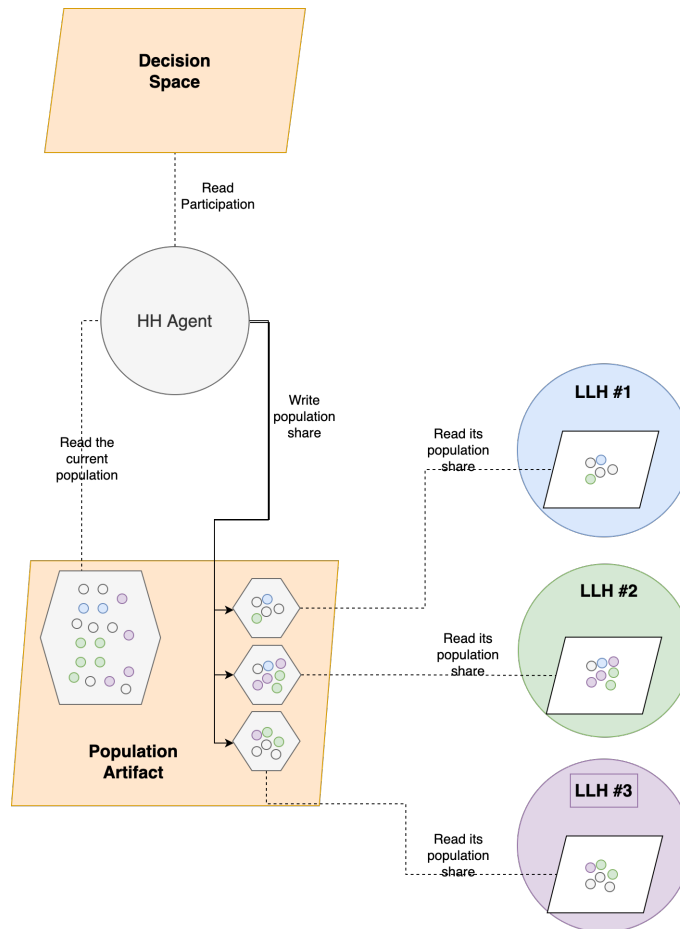 Decision
Space
Read
Participation
HH Agent
Write
population
share
Read the
current
population
LLH #1
Read its
population
share
LLH #2
Read its
population
share
Population
Artifact
LLH #3
Read its
population
share